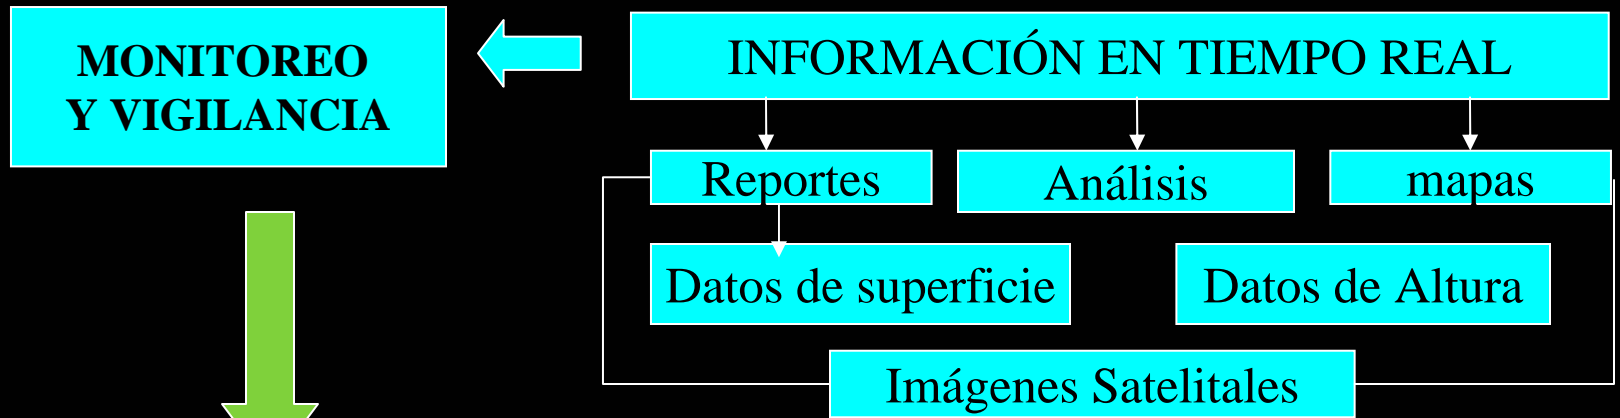 MONITOREO
Y VIGILANCIA
INFORMACIÓN EN TIEMPO REAL
Reportes
Análisis
mapas
Datos de superficie
Datos de Altura
Imágenes Satelitales